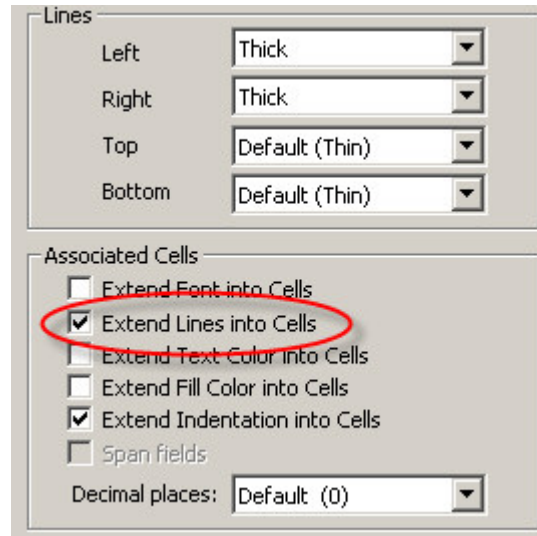 Lines
Left Thick
Right Thick
Top Default (Thin)
Bottom Default (Thin)
Associated Cells
Extend Font into Cells
Extend Lines into Cells
Extend Text Color into Cells
Extend Fill Color into Cells
Extend Indentation into Cells
Span fields
Decimal places: Default (0)